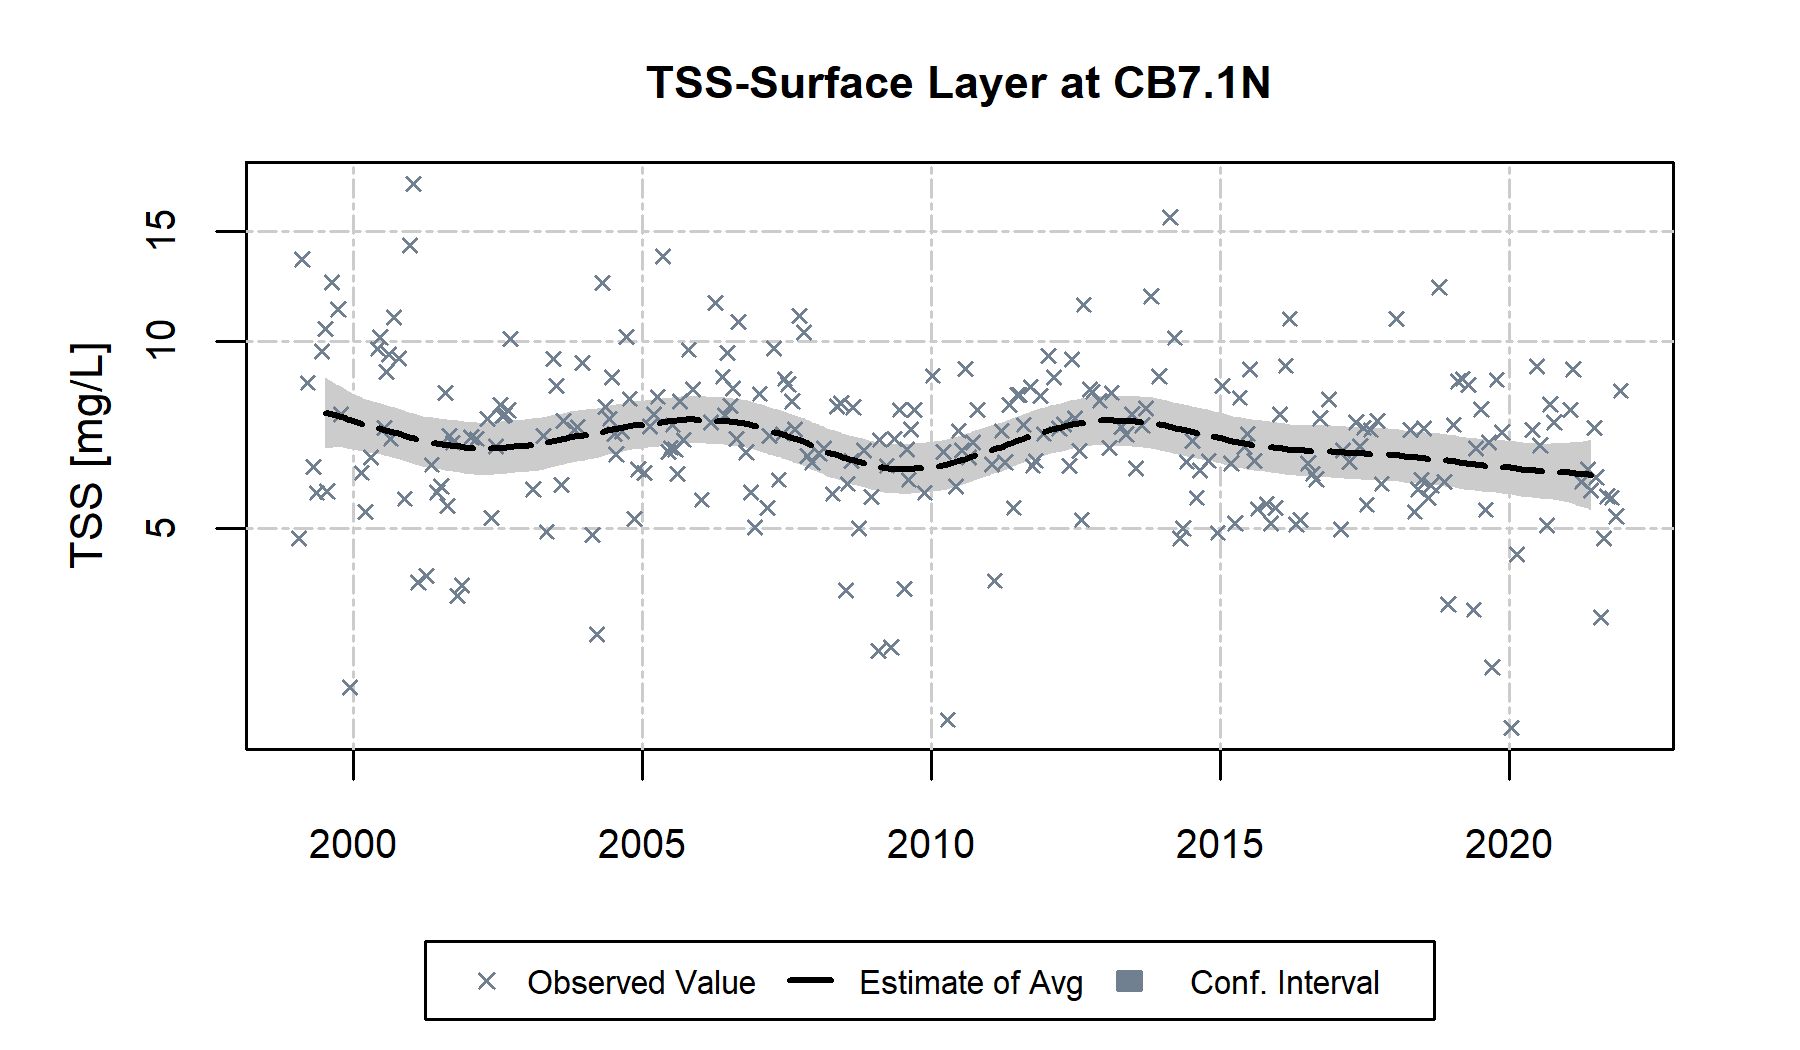 TSS-Surface Layer at CB7.1N
TSS [mg/L]
15
10
5
2000 2005 2010 2015 2020
Observed Value Estimate of Avg Conf. Interval